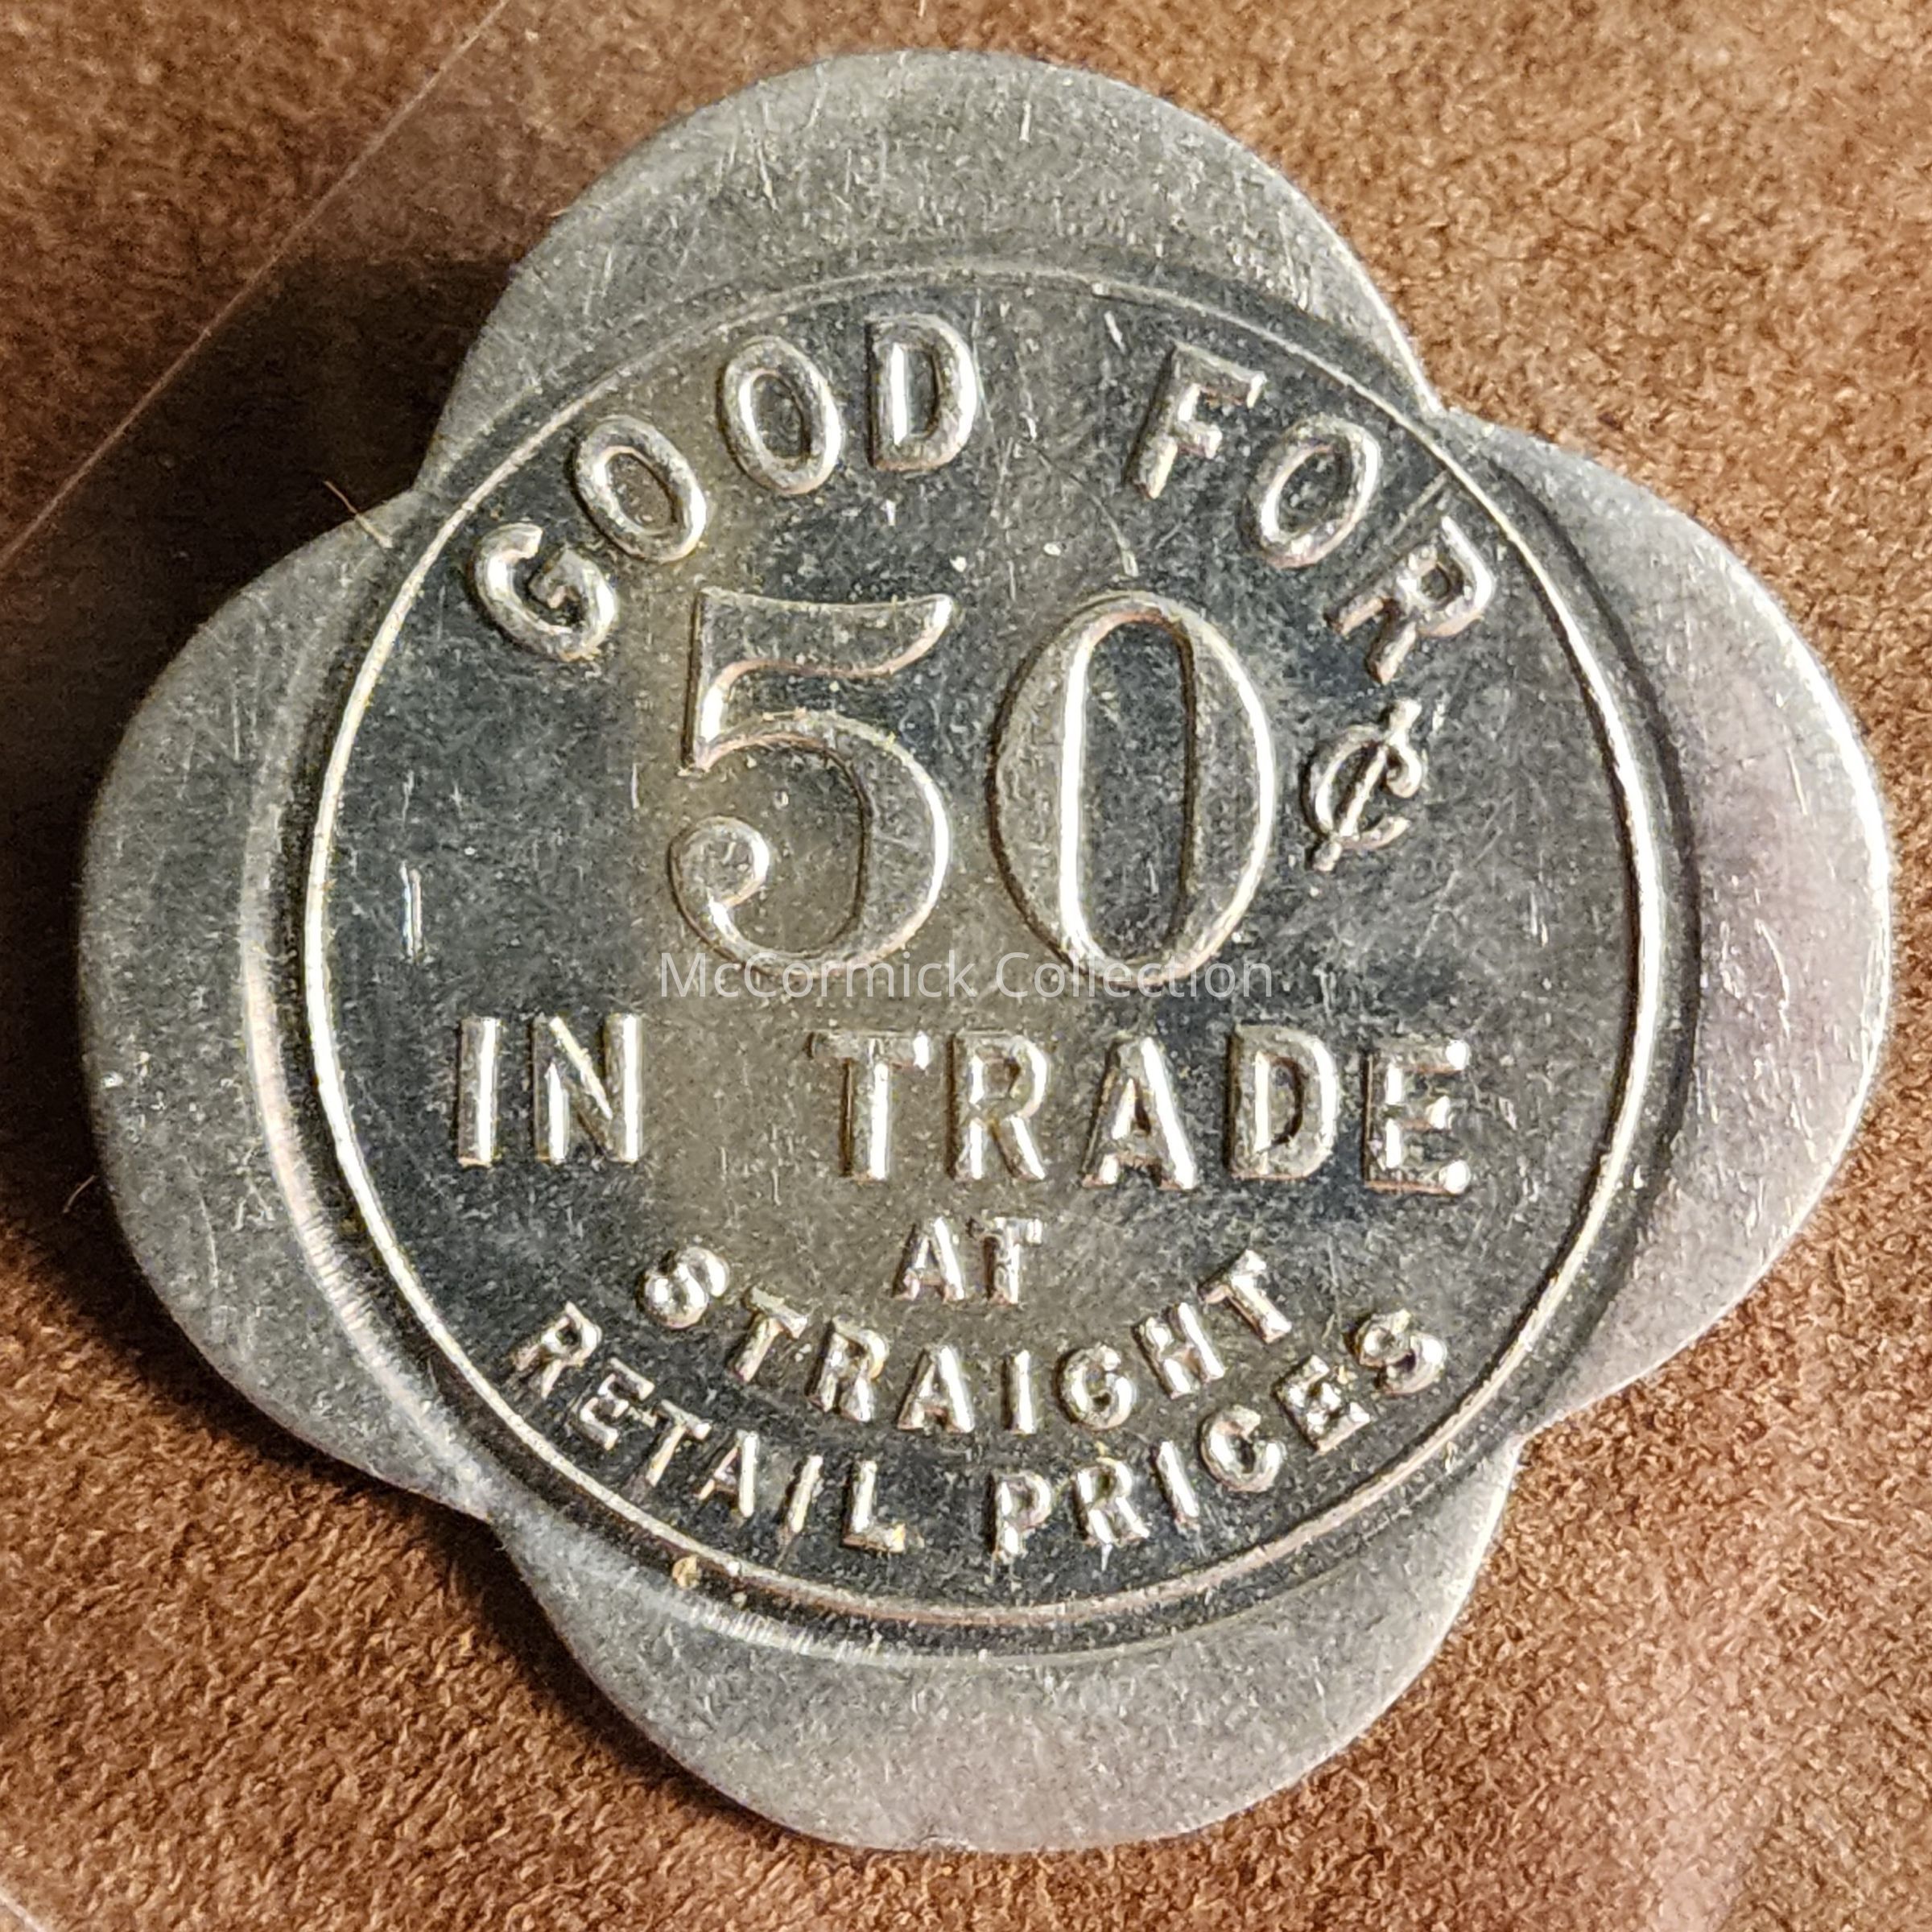 GOOD FOR
50¢
McCormick Collection
IN TRADE
AT
STRAIGHT
RETAIL PRICES